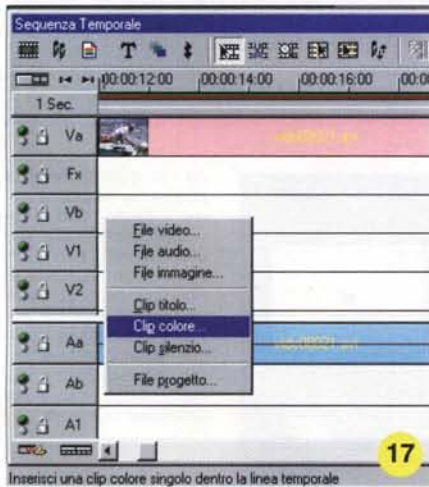 Sequenza Temporale
T
00:00:12:00 00:00:14:00 00:00:16:00 00:00
1 Sec.
Va
Fx
Vb
V1
V2
File video...
File audio...
File immagine...
Clip titolo...
Clip colore...
Clip silenzio...
File progetto...
Aa
Ab
A1
17
Inserisci una clip colore singolo dentro la linea temporale